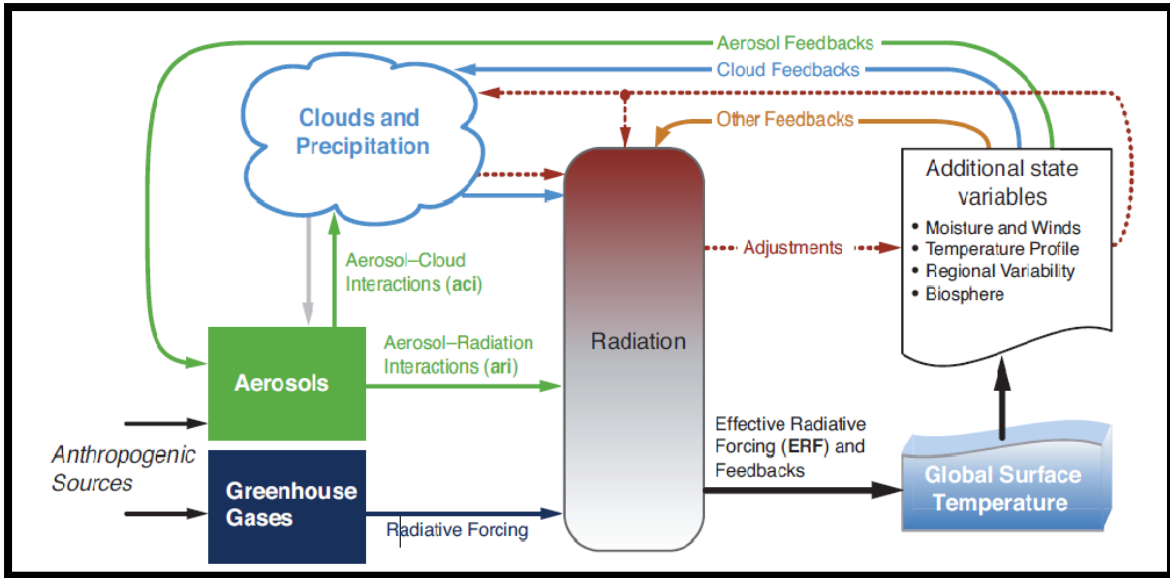 Aerosol Feedbacks
Cloud Feedbacks
Other Feedbacks
Clouds and
Precipitation
Additional state
variables
• Moisture and Winds
• Temperature Profile
• Regional Variability
• Biosphere
Adjustments
Aerosol–Cloud
Interactions (aci)
Aerosol–Radiation
Interactions (ari)
Radiation
Aerosols
Anthropogenic
Sources
Greenhouse
Gases
Radiative Forcing
Effective Radiative
Forcing (ERF) and
Feedbacks
Global Surface
Temperature